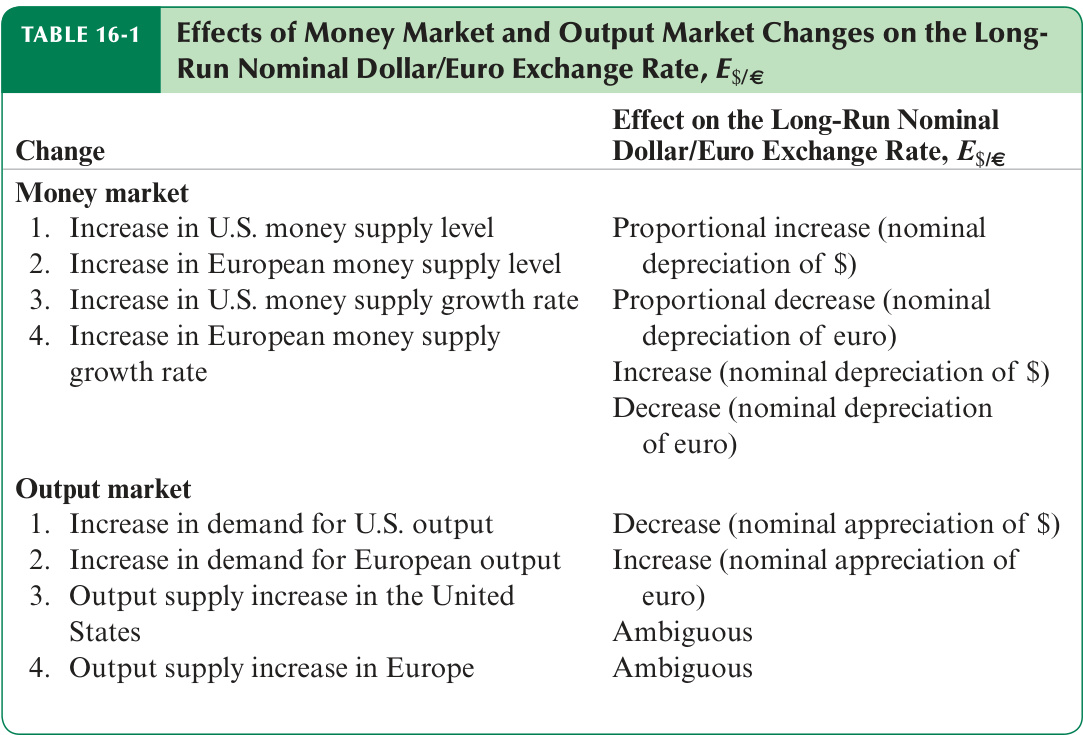 TABLE 16-1
Effects of Money Market and Output Market Changes on the Long-
Run Nominal Dollar/Euro Exchange Rate, E$/€
Change
Effect on the Long-Run Nominal
Dollar/Euro Exchange Rate, E$/€
Money market
1. Increase in U.S. money supply level
2. Increase in European money supply level
3. Increase in U.S. money supply growth rate
4. Increase in European money supply
growth rate
Proportional increase (nominal
depreciation of $)
Proportional decrease (nominal
depreciation of euro)
Increase (nominal depreciation of $)
Decrease (nominal depreciation
of euro)
Output market
1. Increase in demand for U.S. output
2. Increase in demand for European output
3. Output supply increase in the United
States
4. Output supply increase in Europe
Decrease (nominal appreciation of $)
Increase (nominal appreciation of
euro)
Ambiguous
Ambiguous